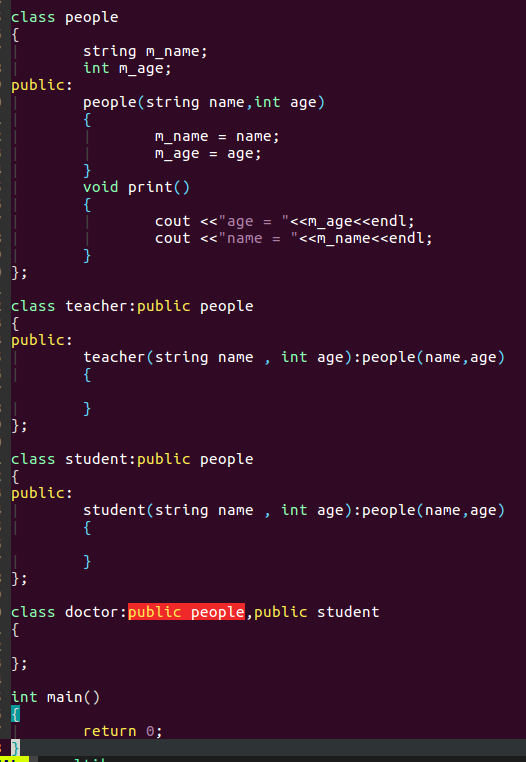 class people
{
string m_name;
int m_age;
public:
people(string name,int age)
{
m_name = name;
m_age = age;
}
void print()
{
cout <<"age = "<<m_age<<endl;
cout <<"name = "<<m_name<<endl;
}
};
class teacher:public people
{
public:
teacher(string name , int age):people(name,age)
{
}
};
class student:public people
{
public:
student(string name , int age):people(name,age)
{
}
};
class doctor:public people,public student
{
};
int main()
{
return 0;
}